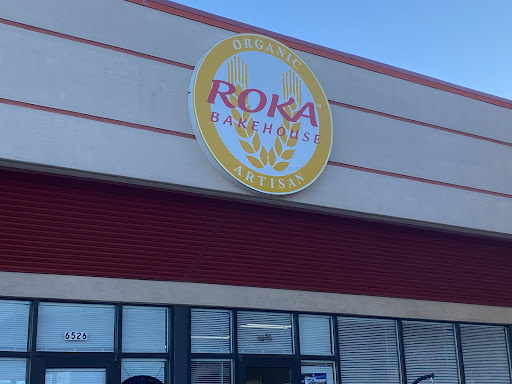 ORGANIC
ROKA
BAKEHOUSE
ARTISAN
6526